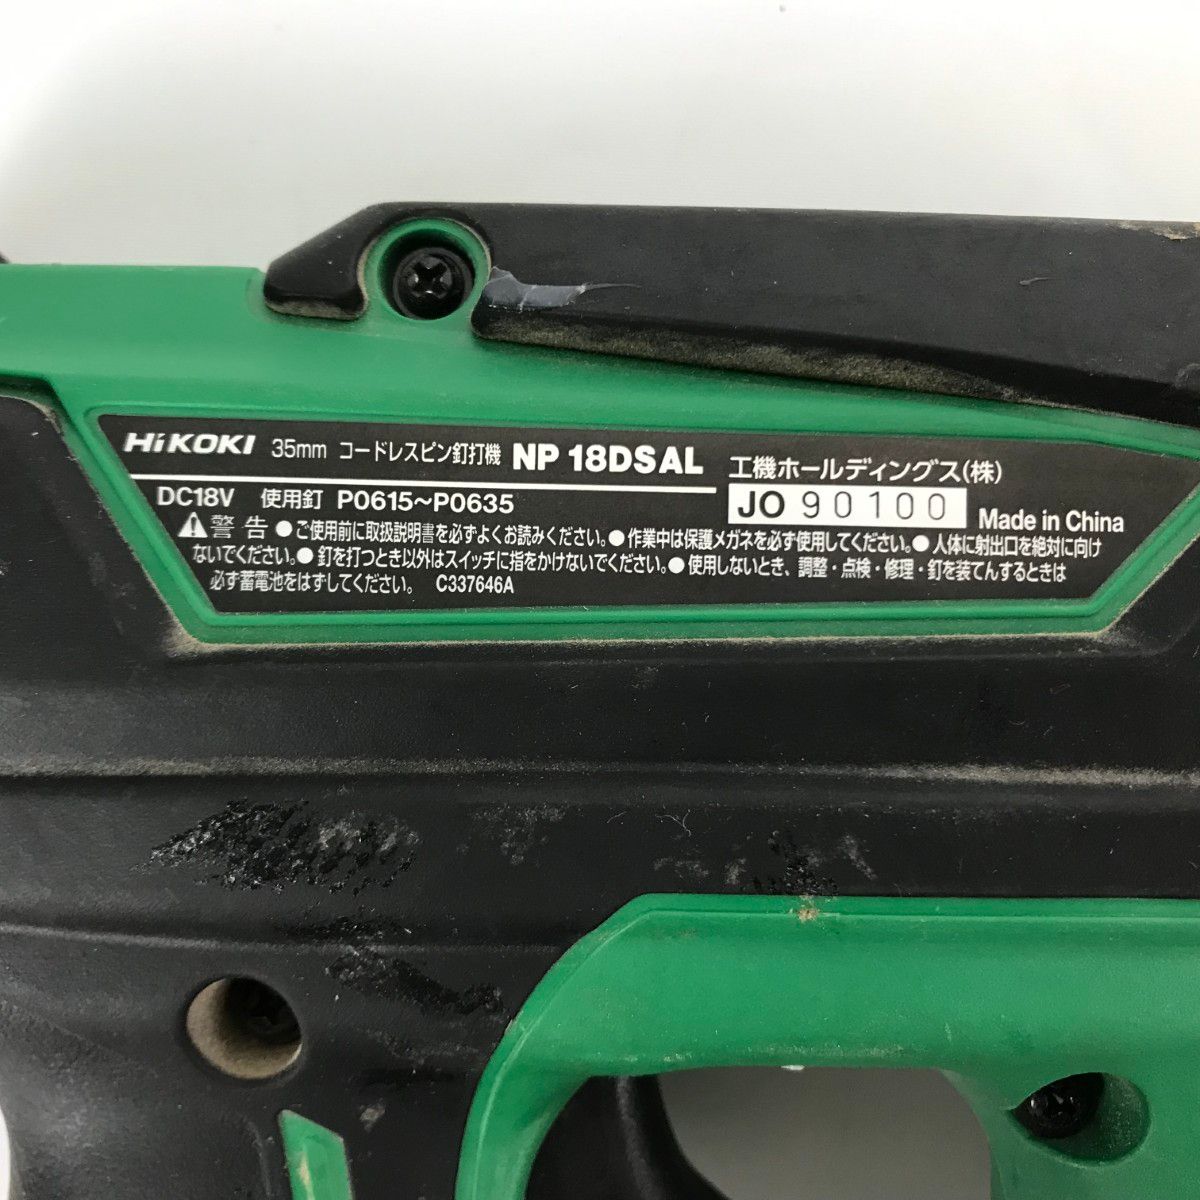 HiKOKI 35mm コードレスピン釘打機 NP 18DSAL 工機ホールディングス(株)
DC18V 使用釘 P0615~P0635 JO 90100 Made in China
⚠警告 ●ご使用前に取扱説明書を必ずよくお読みください。●作業中は保護メガネを必ず使用してください。●人体に射出口を絶対に向け
ないでください。●釘を打つとき以外はスイッチに指をかけないでください。●使用しないとき、調整・点検・修理・釘を装てんするときは
必ず蓄電池をはずしてください。 C337646A